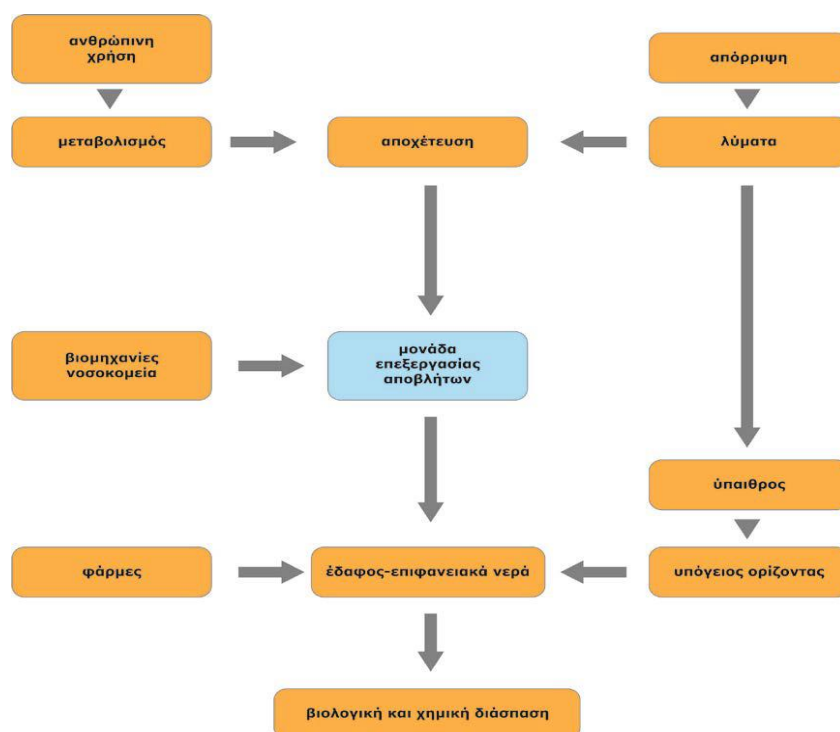 ανθρώπινη
χρήση
απόρριψη
μεταβολισμός
αποχέτευση
λύματα
βιομηχανίες
νοσοκομεία
μονάδα
επεξεργασίας
αποβλήτων
ύπαιθρος
φάρμες
έδαφος-επιφανειακά νερά
υπόγειος ορίζοντας
βιολογική και χημική διάσπαση